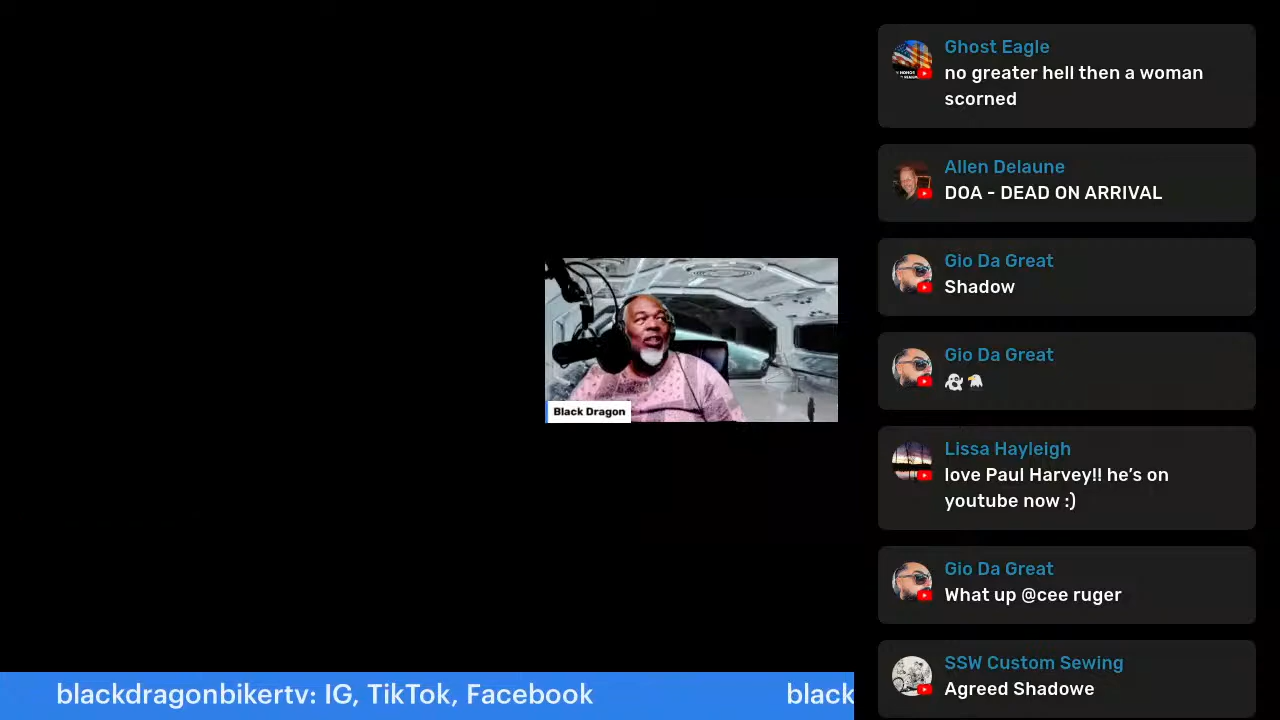 Ghost Eagle
no greater hell then a woman
scorned
Allen Delaune
DOA - DEAD ON ARRIVAL
Gio Da Great
Shadow
Gio Da Great
👻🦅
Lissa Hayleigh
love Paul Harvey!! he’s on
youtube now :)
Gio Da Great
What up @cee ruger
SSW Custom Sewing
Agreed Shadowe
Black Dragon
blackdragonbikertv: IG, TikTok, Facebook
black